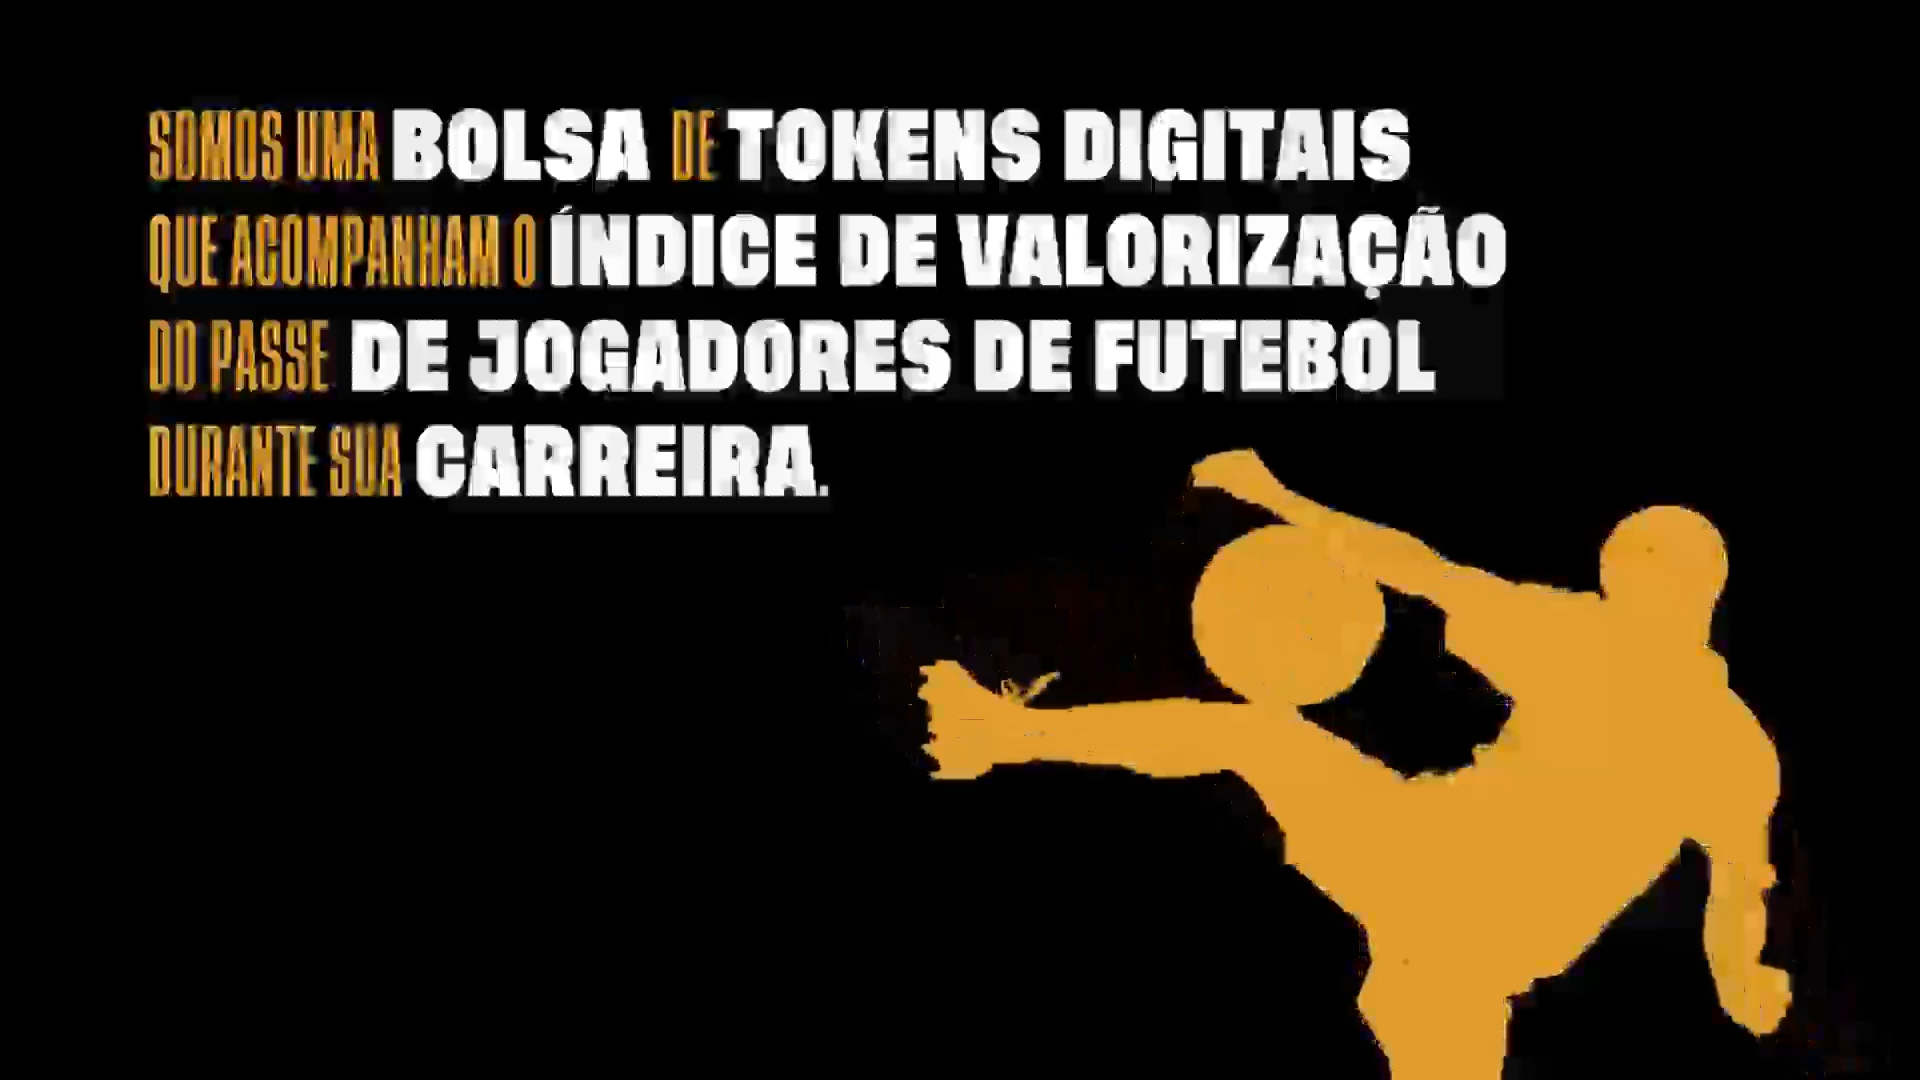 SOMOS UMA BOLSA DE TOKENS DIGITAIS
QUE ACOMPANHAM O ÍNDICE DE VALORIZAÇÃO
DO PASSE DE JOGADORES DE FUTEBOL
DURANTE SUA CARREIRA.